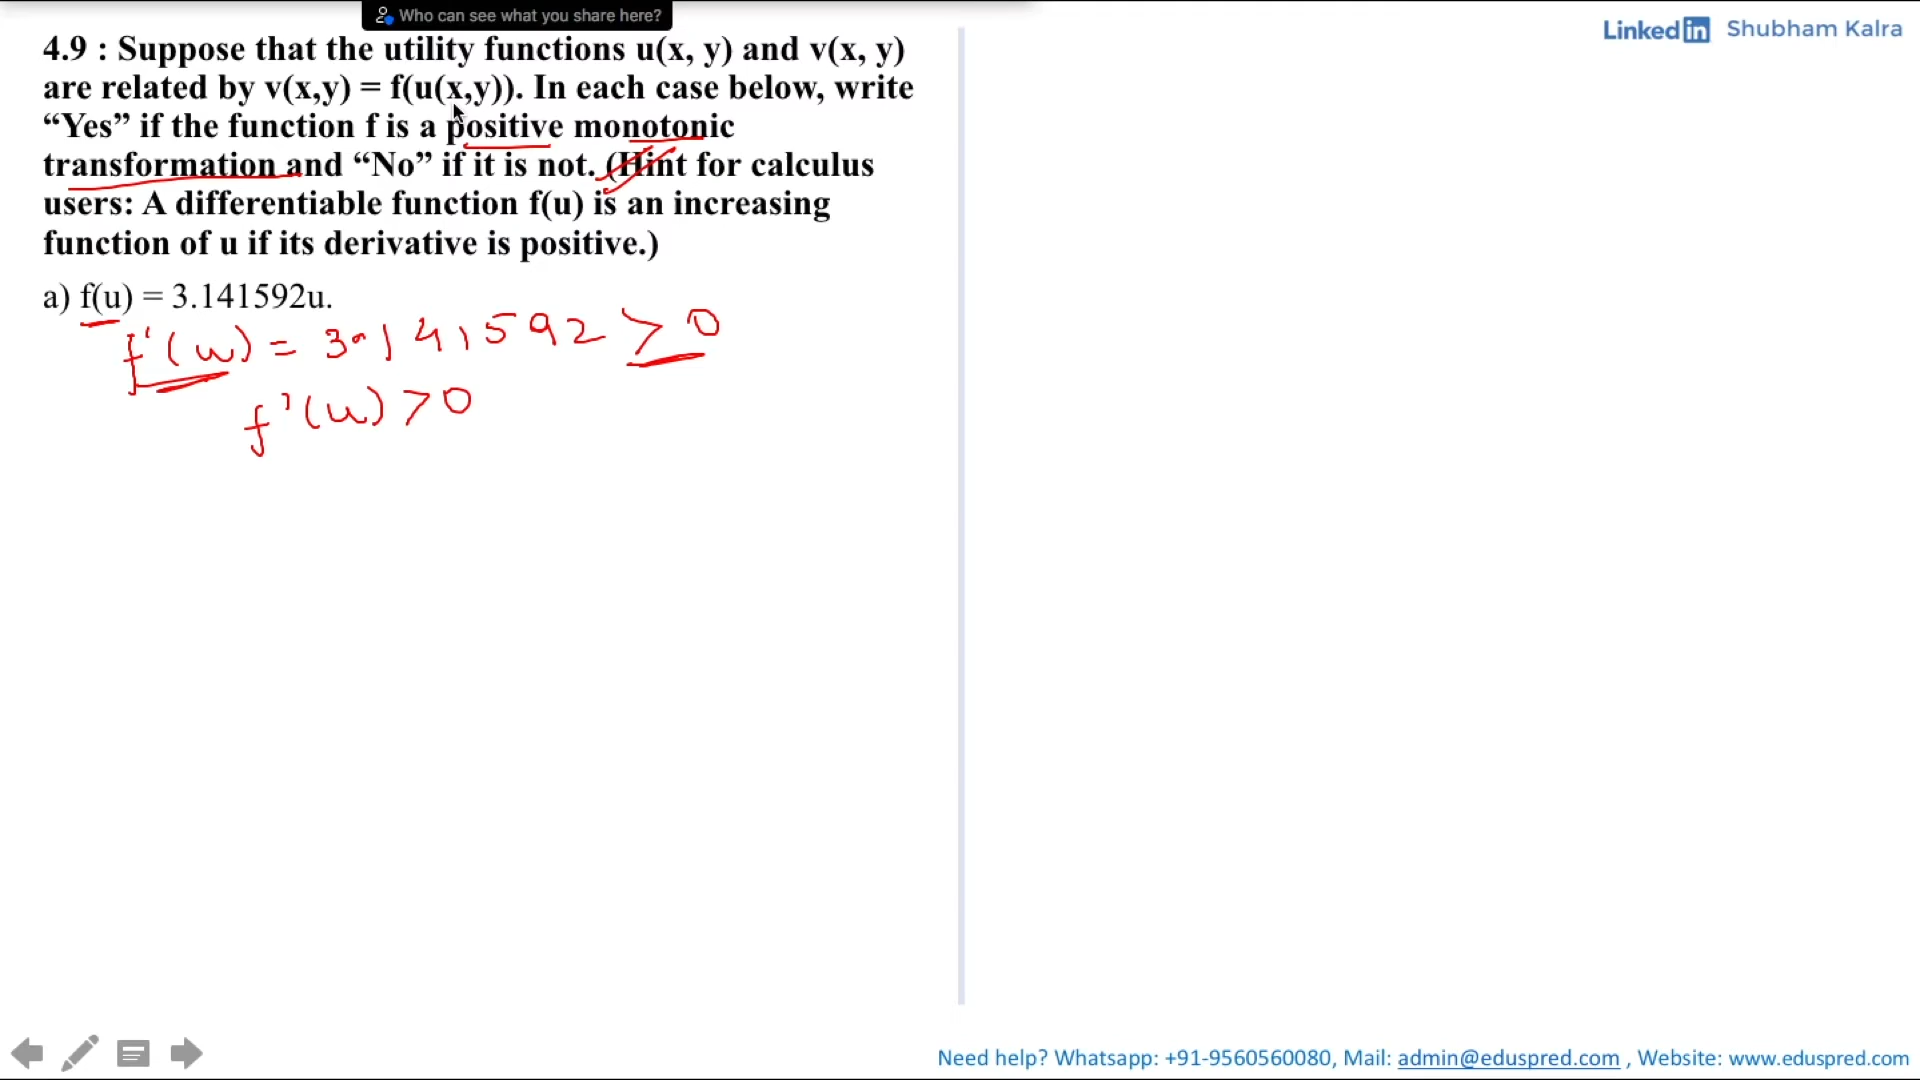 Who can see what you share here?
Linked in Shubham Kalra
4.9 : Suppose that the utility functions u(x, y) and v(x, y)
are related by v(x,y) = f(u(x,y)). In each case below, write
“Yes” if the function f is a positive monotonic
transformation and “No” if it is not. (Hint for calculus
users: A differentiable function f(u) is an increasing
function of u if its derivative is positive.)
a) f(u) = 3.141592u.
f'(u) = 3.141592 > 0
f'(u) > 0
Need help? Whatsapp: +91-9560560080, Mail: admin@eduspred.com , Website: www.eduspred.com